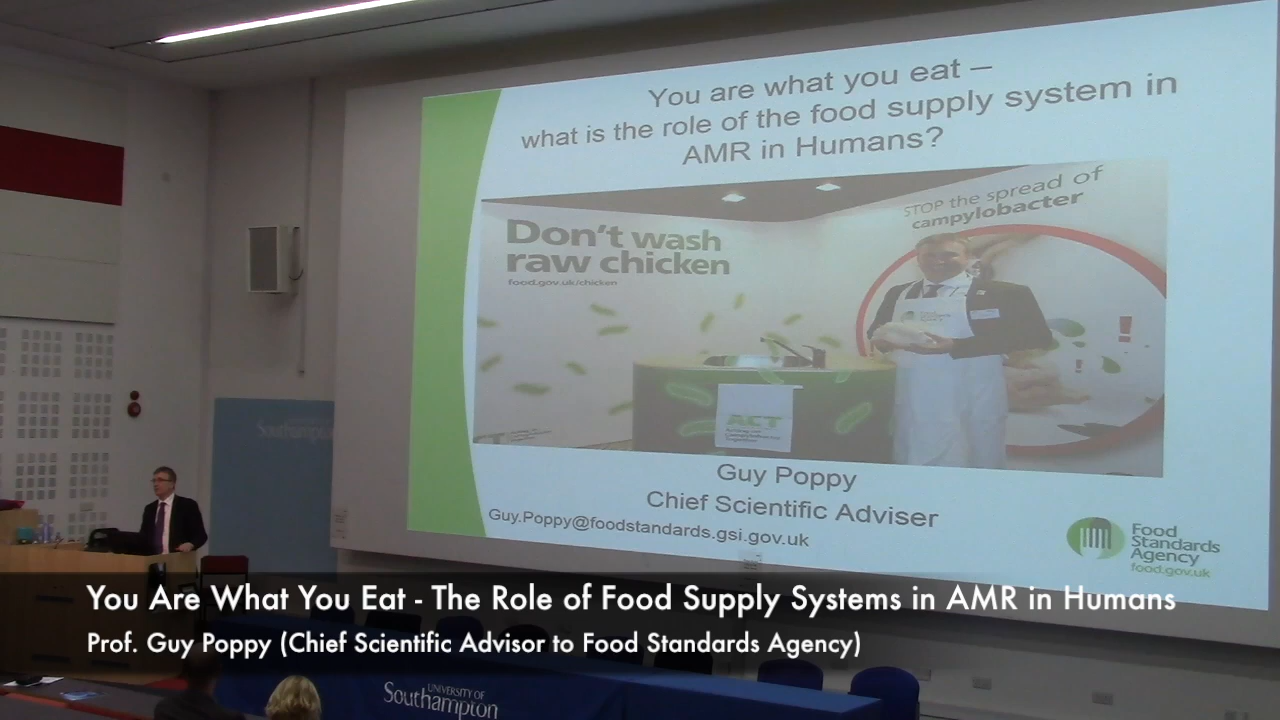 You are what you eat –
what is the role of the food supply system in
AMR in Humans?
Don't wash
raw chicken
food.gov.uk/chicken
STOP the spread of
campylobacter
ACT
Guy Poppy
Chief Scientific Adviser
Guy.Poppy@foodstandards.gsi.gov.uk
Food
Standards
Agency
food.gov.uk
Southampton
You Are What You Eat - The Role of Food Supply Systems in AMR in Humans
Prof. Guy Poppy (Chief Scientific Advisor to Food Standards Agency)
UNIVERSITY OF
Southampton